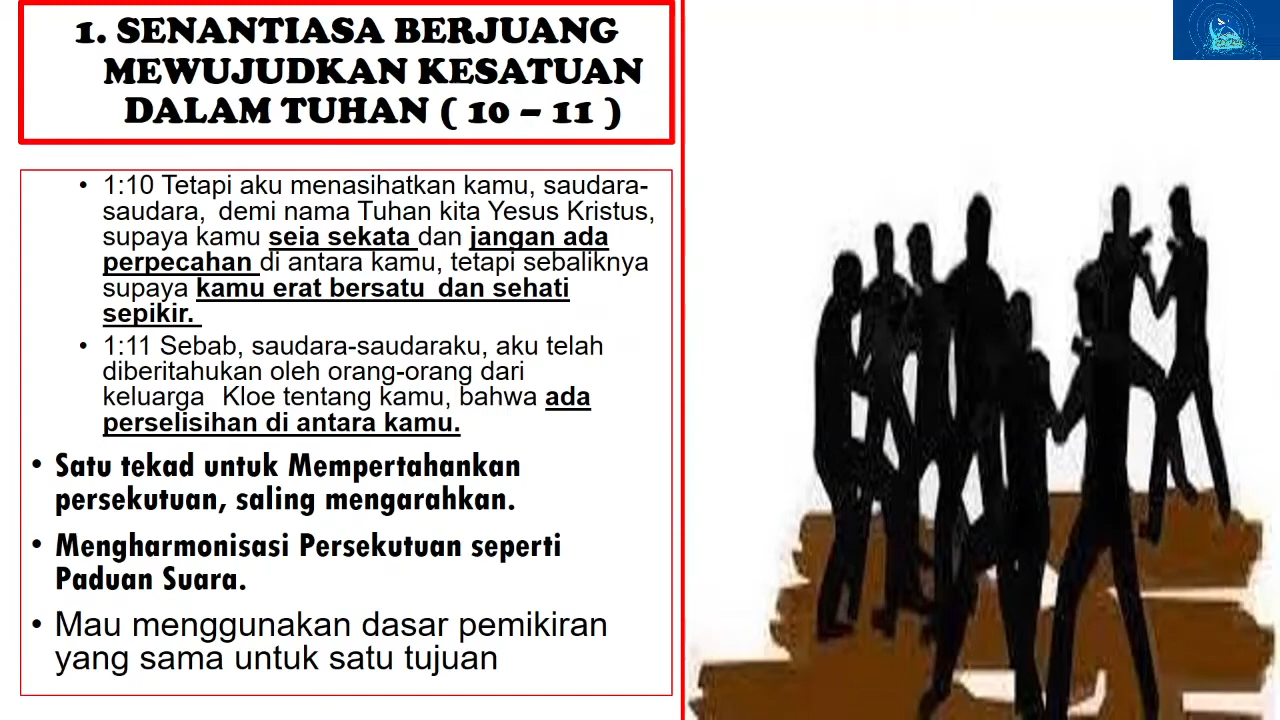 1. SENANTIASA BERJUANG
MEWUJUDKAN KESATUAN
DALAM TUHAN ( 10 – 11 )
• 1:10 Tetapi aku menasihatkan kamu, saudara-
saudara, demi nama Tuhan kita Yesus Kristus,
supaya kamu seia sekata dan jangan ada
perpecahan di antara kamu, tetapi sebaliknya
supaya kamu erat bersatu dan sehati
sepikir.
• 1:11 Sebab, saudara-saudaraku, aku telah
diberitahukan oleh orang-orang dari
keluarga Kloe tentang kamu, bahwa ada
perselisihan di antara kamu.
• Satu tekad untuk Mempertahankan
persekutuan, saling mengarahkan.
• Mengharmonisasi Persekutuan seperti
Paduan Suara.
• Mau menggunakan dasar pemikiran
yang sama untuk satu tujuan